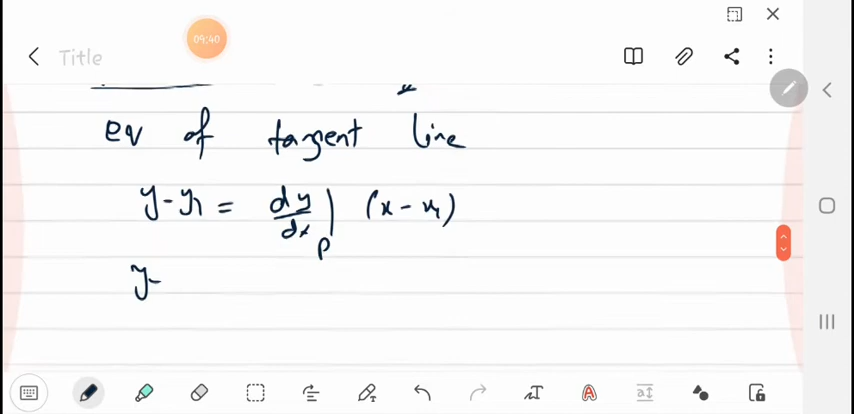 09:40
Title
eq of tangent line
y - y₁ = dy/dx|ₚ (x - x₁)
y-